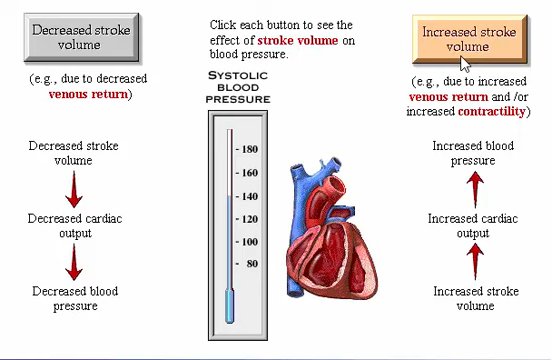 Decreased stroke
volume
(e.g., due to decreased
venous return)
Decreased stroke
volume
Decreased cardiac
output
Decreased blood
pressure
Click each button to see the
effect of stroke volume on
blood pressure.
SYSTOLIC
BLOOD
PRESSURE
- 180
- 160
- 140
- 120
- 100
- 80
Increased stroke
volume
(e.g., due to increased
venous return and /or
increased contractility)
Increased blood
pressure
Increased cardiac
output
Increased stroke
volume